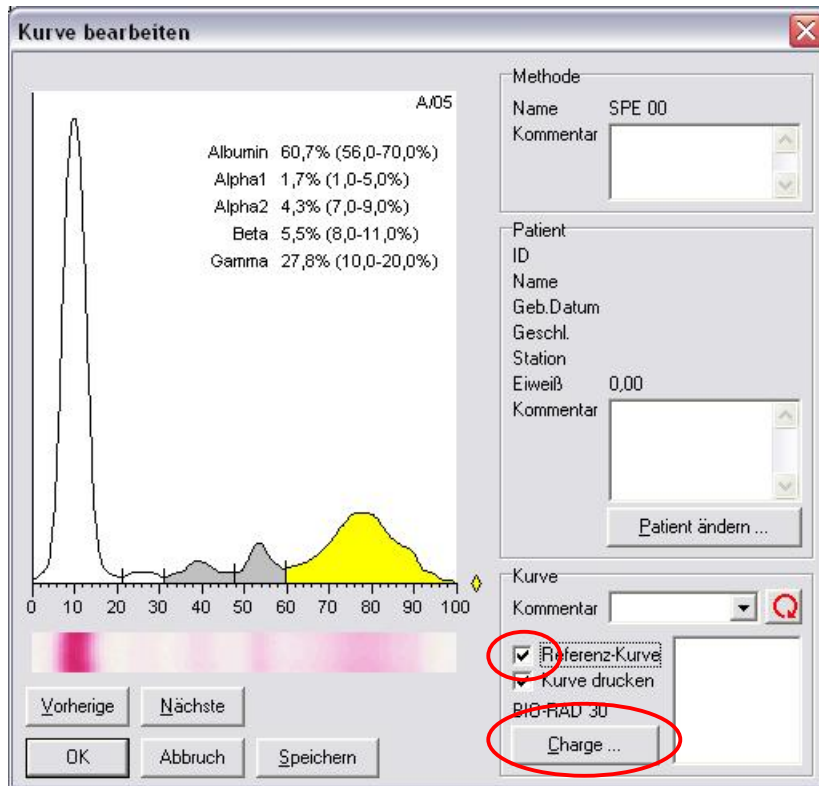 Kurve bearbeiten
A/05
Albumin 60,7% (56,0-70,0%)
Alpha1 1,7% (1,0-5,0%)
Alpha2 4,3% (7,0-9,0%)
Beta 5,5% (8,0-11,0%)
Gamma 27,8% (10,0-20,0%)
0 10 20 30 40 50 60 70 80 90 100
Vorherige Nächste
OK Abbruch Speichern
Methode
Name SPE 00
Kommentar
Patient
ID
Name
Geb.Datum
Geschl.
Station
Eiweiß 0,00
Kommentar
Patient ändern ...
Kurve
Kommentar
Referenz-Kurve
Kurve drucken
BIO-RAD 30
Charge ...